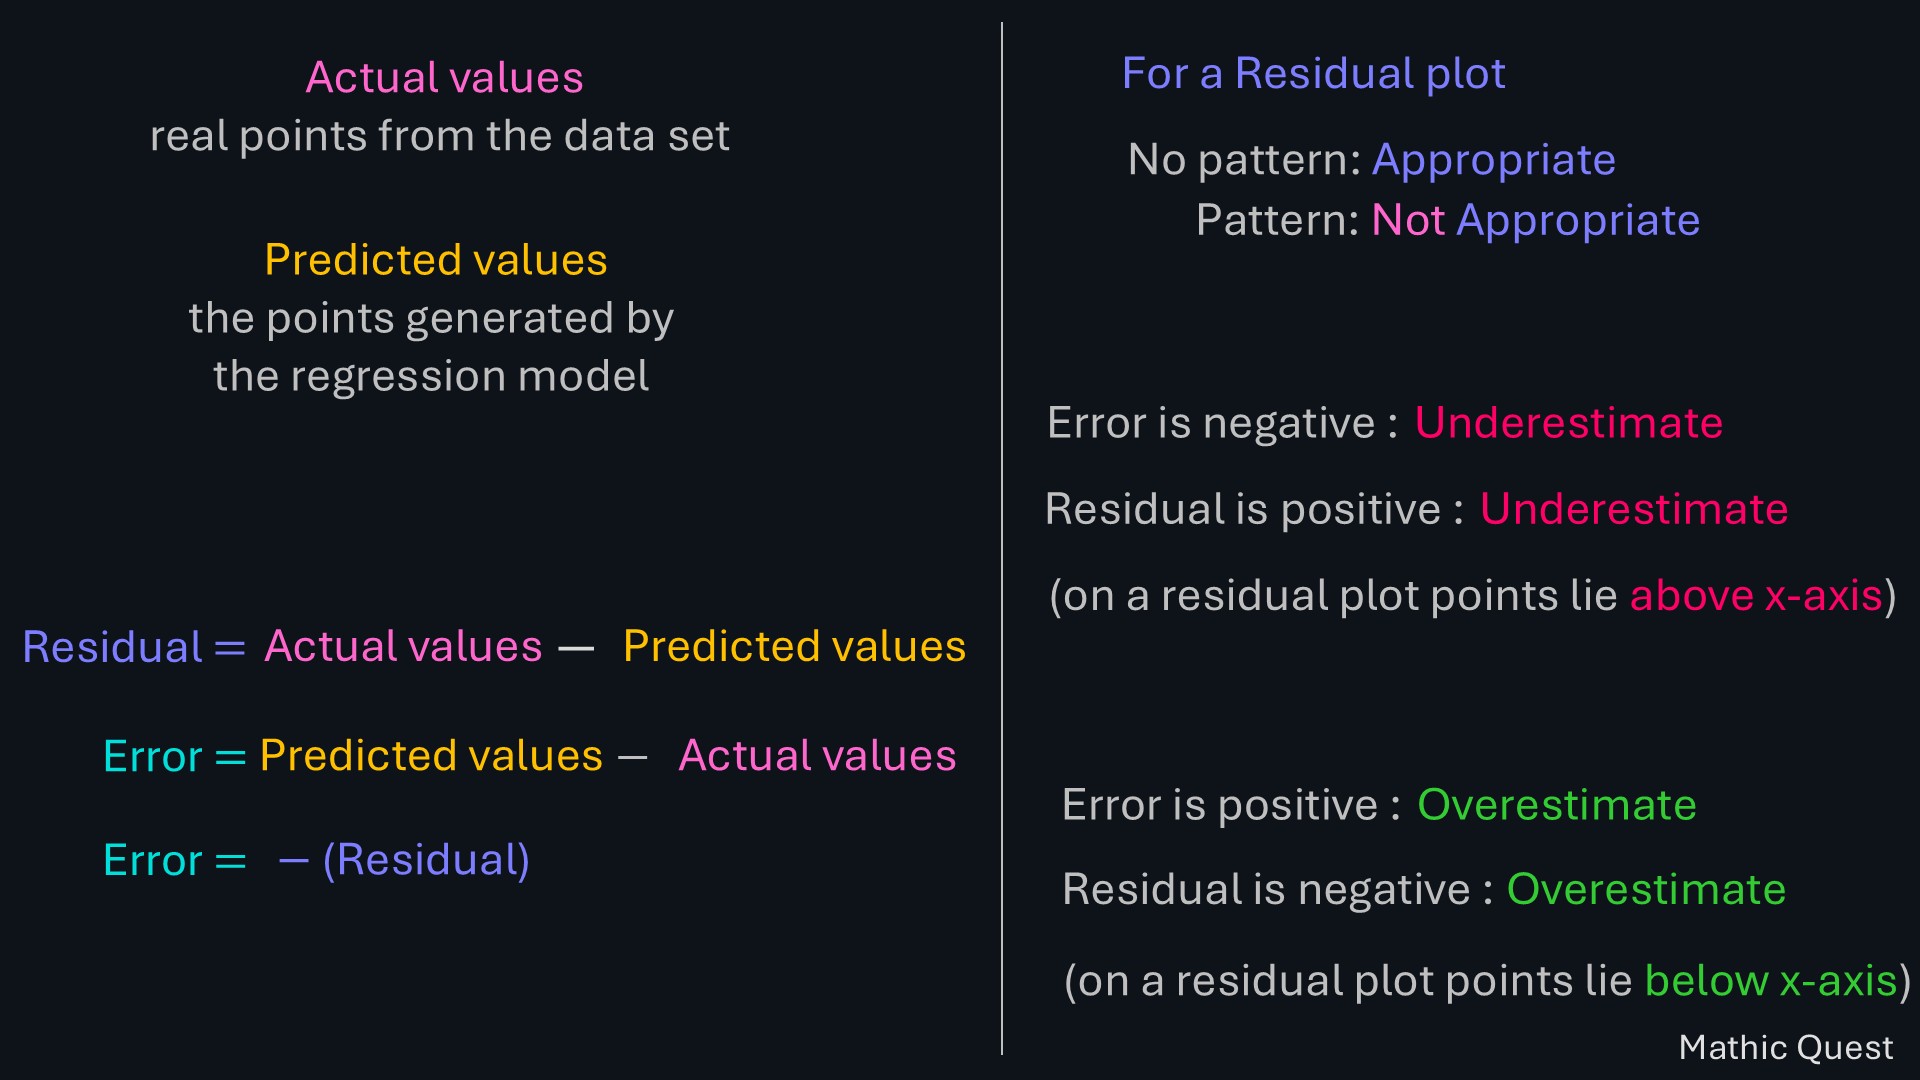 Actual values
real points from the data set
Predicted values
the points generated by
the regression model
Residual = Actual values — Predicted values
Error = Predicted values – Actual values
Error = – (Residual)
For a Residual plot
No pattern: Appropriate
Pattern: Not Appropriate
Error is negative : Underestimate
Residual is positive : Underestimate
(on a residual plot points lie above x-axis)
Error is positive : Overestimate
Residual is negative : Overestimate
(on a residual plot points lie below x-axis)
Mathic Quest